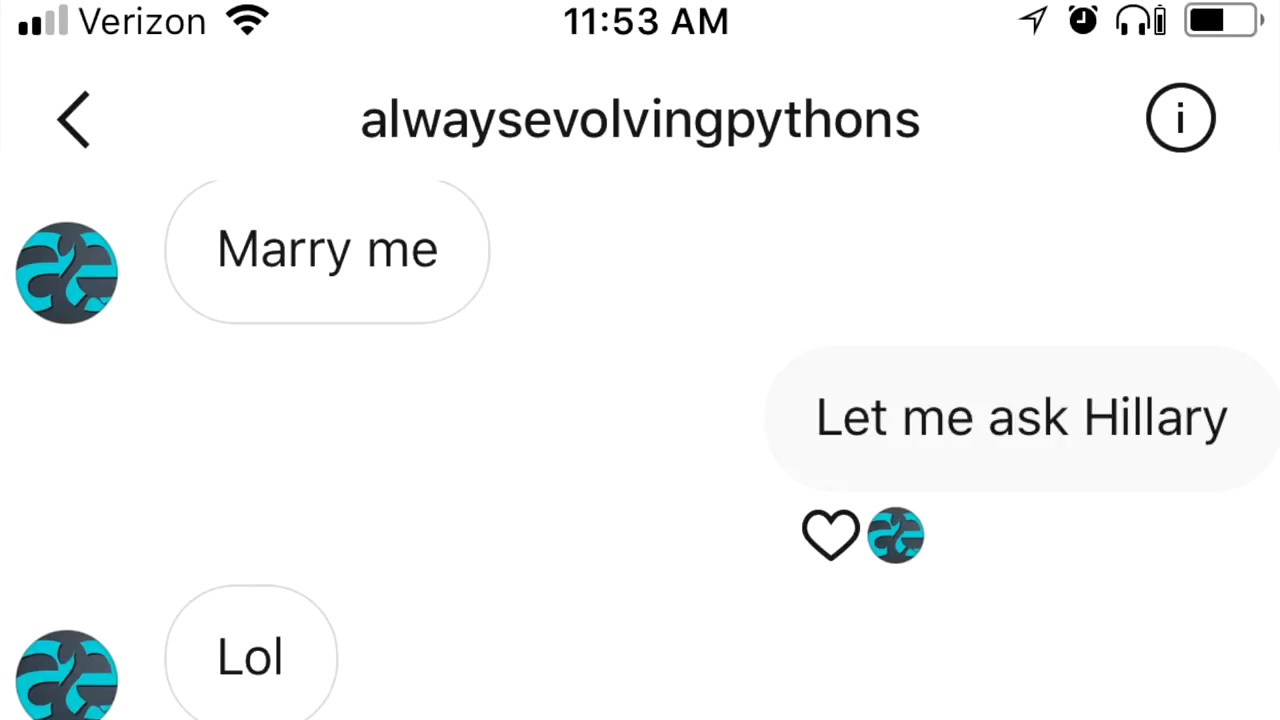 Verizon 11:53 AM
alwaysevolvingpythons
Marry me
Let me ask Hillary
Lol